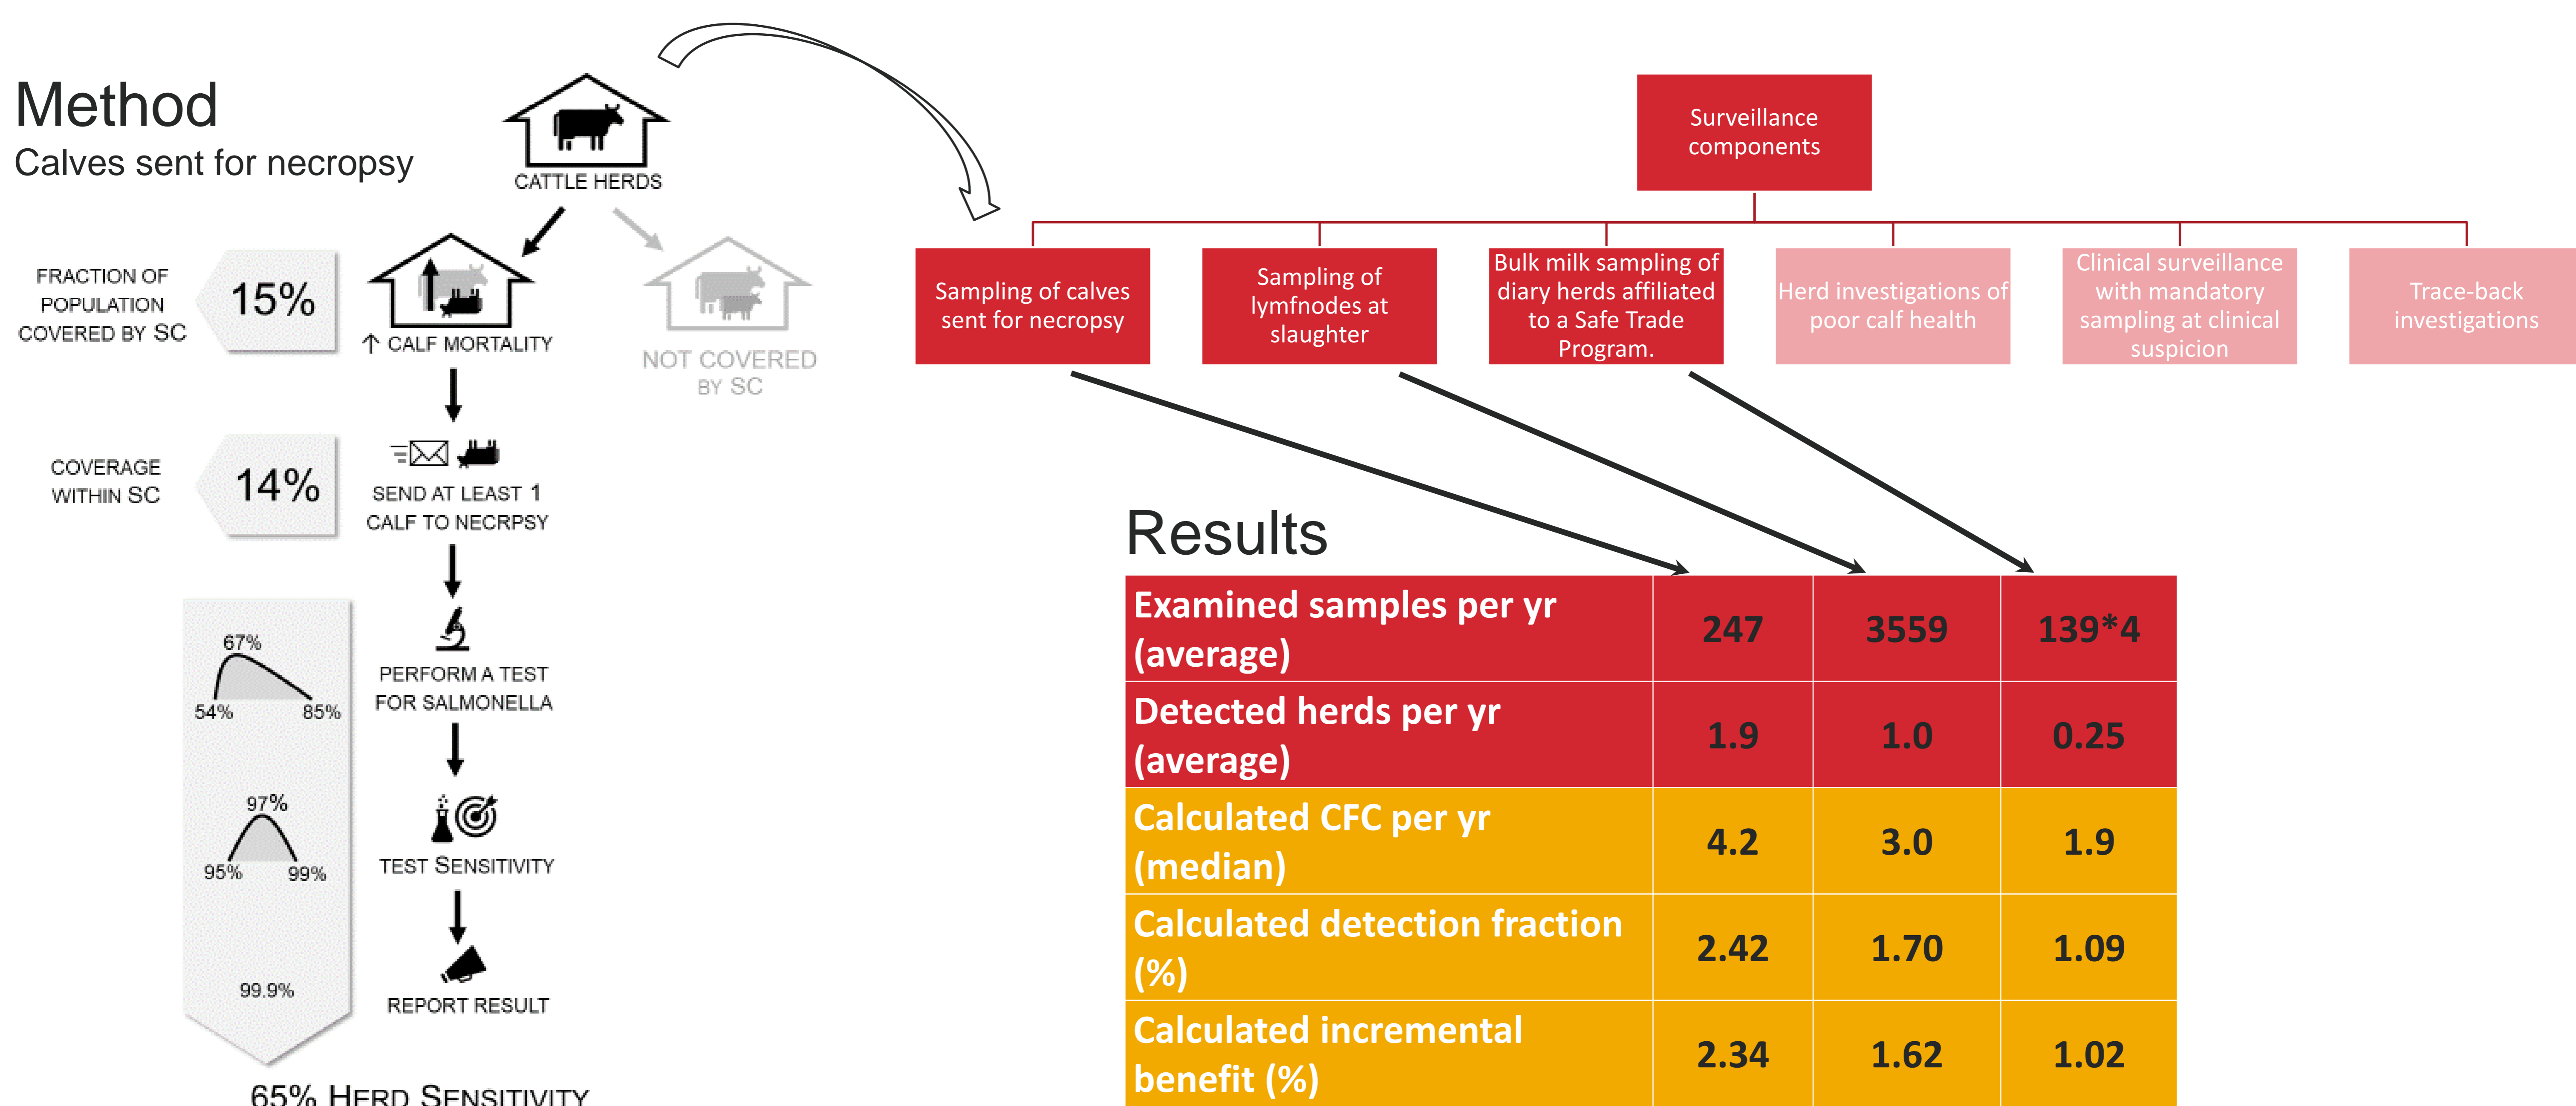 Method
Calves sent for necropsy
CATTLE HERDS
FRACTION OF
POPULATION
COVERED BY SC
15%
↑ CALF MORTALITY
NOT COVERED
BY SC
COVERAGE
WITHIN SC
14%
SEND AT LEAST 1
CALF TO NECRPSY
67%
54%
85%
PERFORM A TEST
FOR SALMONELLA
97%
95%
99%
TEST SENSITIVITY
99.9%
REPORT RESULT
65% HERD SENSITIVITY
Surveillance
components
Sampling of calves
sent for necropsy
Sampling of
lymfnodes at
slaughter
Bulk milk sampling of
diary herds affiliated
to a Safe Trade
Program.
Herd investigations of
poor calf health
Clinical surveillance
with mandatory
sampling at clinical
suspicion
Trace-back
investigations
Results
Examined samples per yr
(average)
247
3559
139*4
Detected herds per yr
(average)
1.9
1.0
0.25
Calculated CFC per yr
(median)
4.2
3.0
1.9
Calculated detection fraction
(%)
2.42
1.70
1.09
Calculated incremental
benefit (%)
2.34
1.62
1.02